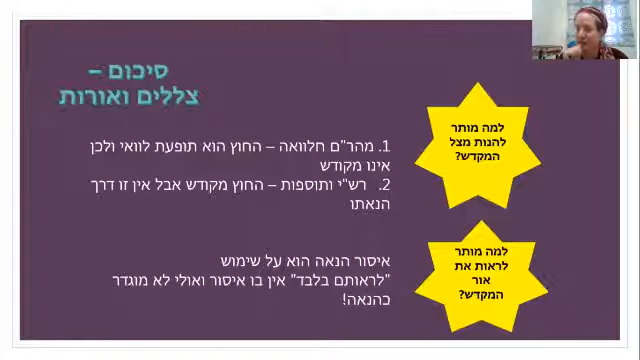 סיכום –
צללים ואורות
למה מותר
להנות מצל
המקדש?
1. מהר"ם חלוואה – החוץ הוא תופעת לוואי ולכן
אינו מקודש
2. רש"י ותוספות – החוץ מקודש אבל אין זו דרך
הנאתו
למה מותר
לראות את
אור
המקדש?
איסור הנאה הוא על שימוש
"לראותם בלבד" אין בו איסור ואולי לא מוגדר
כהנאה!